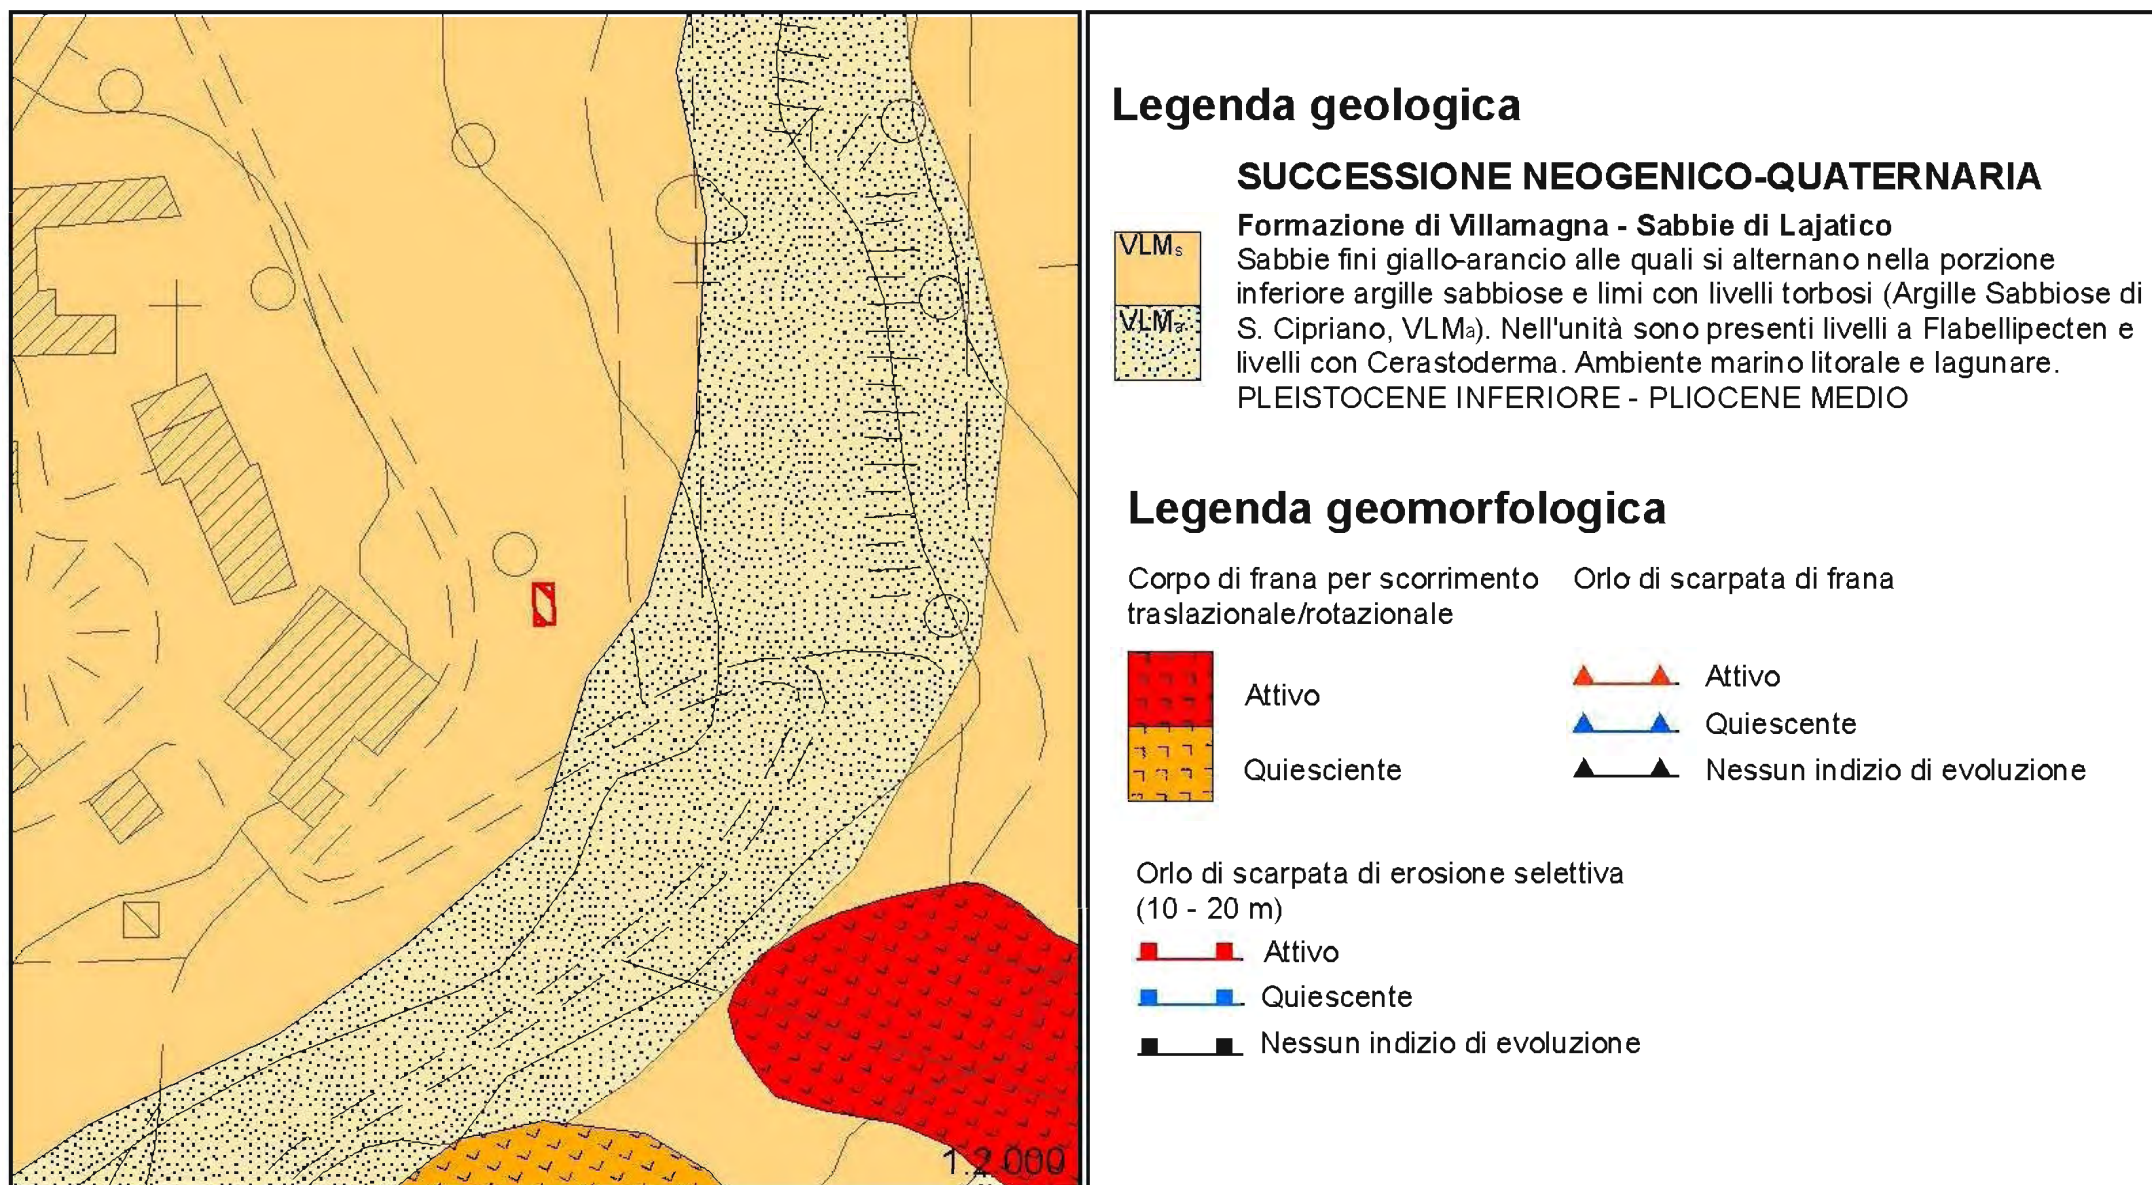 Legenda geologica
SUCCESSIONE NEOGENICO-QUATERNARIA
Formazione di Villamagna - Sabbie di Lajatico
VLMs
Sabbie fini giallo-arancio alle quali si alternano nella porzione
inferiore argille sabbiose e limi con livelli torbosi (Argille Sabbiose di
VLMa
S. Cipriano, VLMa). Nell'unità sono presenti livelli a Flabellipecten e
livelli con Cerastoderma. Ambiente marino litorale e lagunare.
PLEISTOCENE INFERIORE - PLIOCENE MEDIO
Legenda geomorfologica
Corpo di frana per scorrimento
traslazionale/rotazionale
Attivo
Quiesciente
Orlo di scarpata di frana
Attivo
Quiescente
Nessun indizio di evoluzione
Orlo di scarpata di erosione selettiva
(10 - 20 m)
Attivo
Quiescente
Nessun indizio di evoluzione
1:2.000